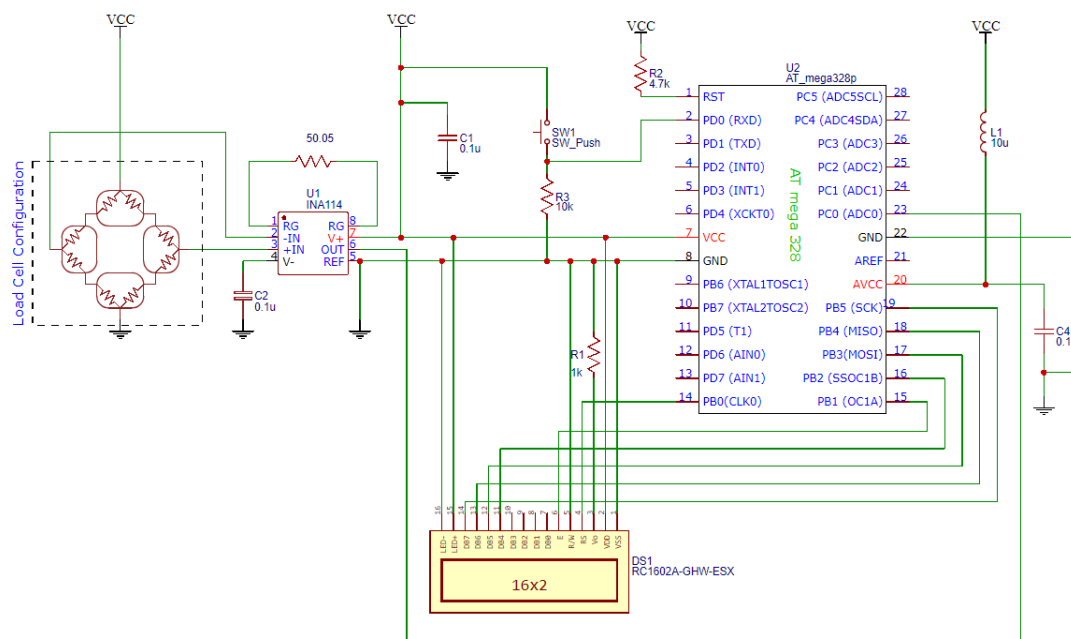 VCC
VCC
VCC
VCC
Load Cell Configuration
50.05
U1
INA114
1 RG
2 -IN
3 +IN
4 V-
RG 8
V+ 7
OUT 6
REF 5
C1
0.1u
C2
0.1u
SW1
SW_Push
R3
10k
R2
4.7k
R1
1k
U2
AT_mega328p
AT mega 328
1 RST
2 PD0 (RXD)
3 PD1 (TXD)
4 PD2 (INT0)
5 PD3 (INT1)
6 PD4 (XCKT0)
7 VCC
8 GND
9 PB6 (XTAL1TOSC1)
10 PB7 (XTAL2TOSC2)
11 PD5 (T1)
12 PD6 (AIN0)
13 PD7 (AIN1)
14 PB0(CLK0)
PC5 (ADC5SCL) 28
PC4 (ADC4SDA) 27
PC3 (ADC3) 26
PC2 (ADC2) 25
PC1 (ADC1) 24
PC0 (ADC0) 23
GND 22
AREF 21
AVCC 20
PB5 (SCK) 19
PB4 (MISO) 18
PB3(MOSI) 17
PB2 (SSOC1B) 16
PB1 (OC1A) 15
L1
10u
C4
0.1
16 15 14 13 12 11 10 9 8 7 6 5 4 3 2 1
LED- LED+ DB7 DB6 DB5 DB4 DB3 DB2 DB1 DB0 E R/W RS Vo VDD VSS
16x2
DS1
RC1602A-GHW-ESX